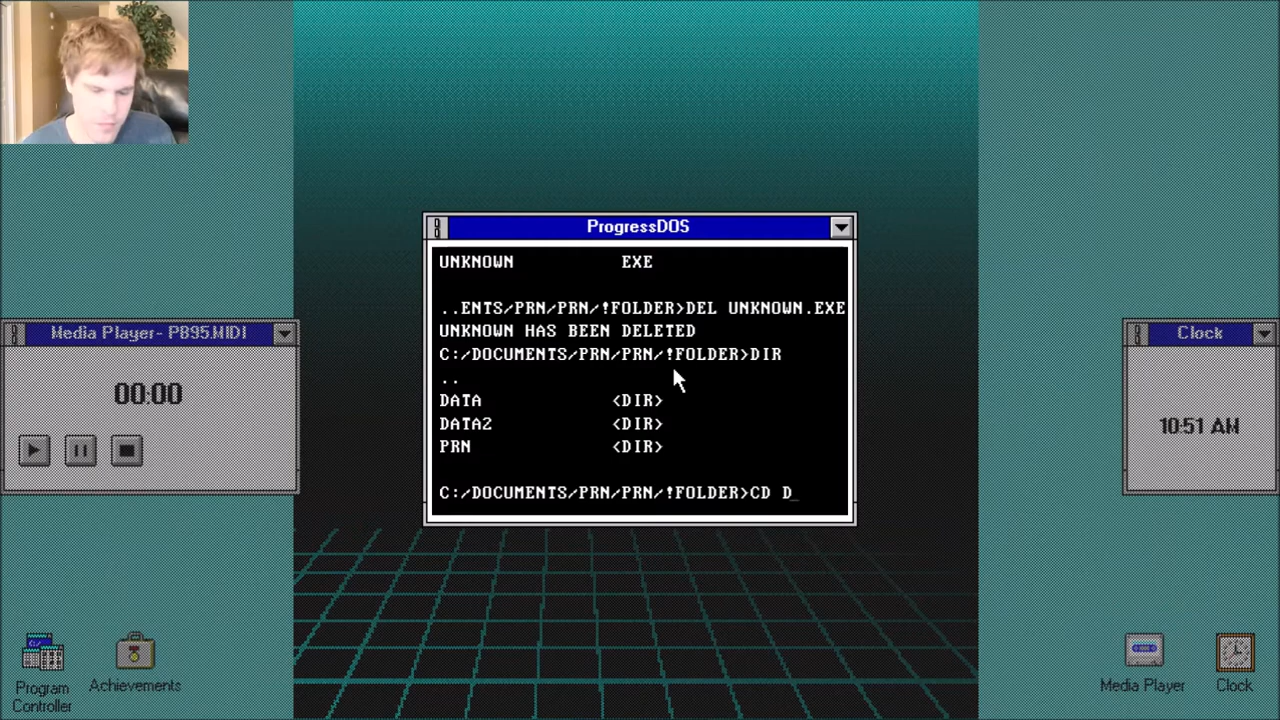 ProgressDOS
UNKNOWN EXE
..ENTS/PRN/PRN/!FOLDER>DEL UNKNOWN.EXE
UNKNOWN HAS BEEN DELETED
C:/DOCUMENTS/PRN/PRN/!FOLDER>DIR
..
DATA <DIR>
DATA2 <DIR>
PRN <DIR>
C:/DOCUMENTS/PRN/PRN/!FOLDER>CD D_
Media Player- PB95.MIDI
00:00
Clock
10:51 AM
Program
Controller
Achievements
Media Player
Clock